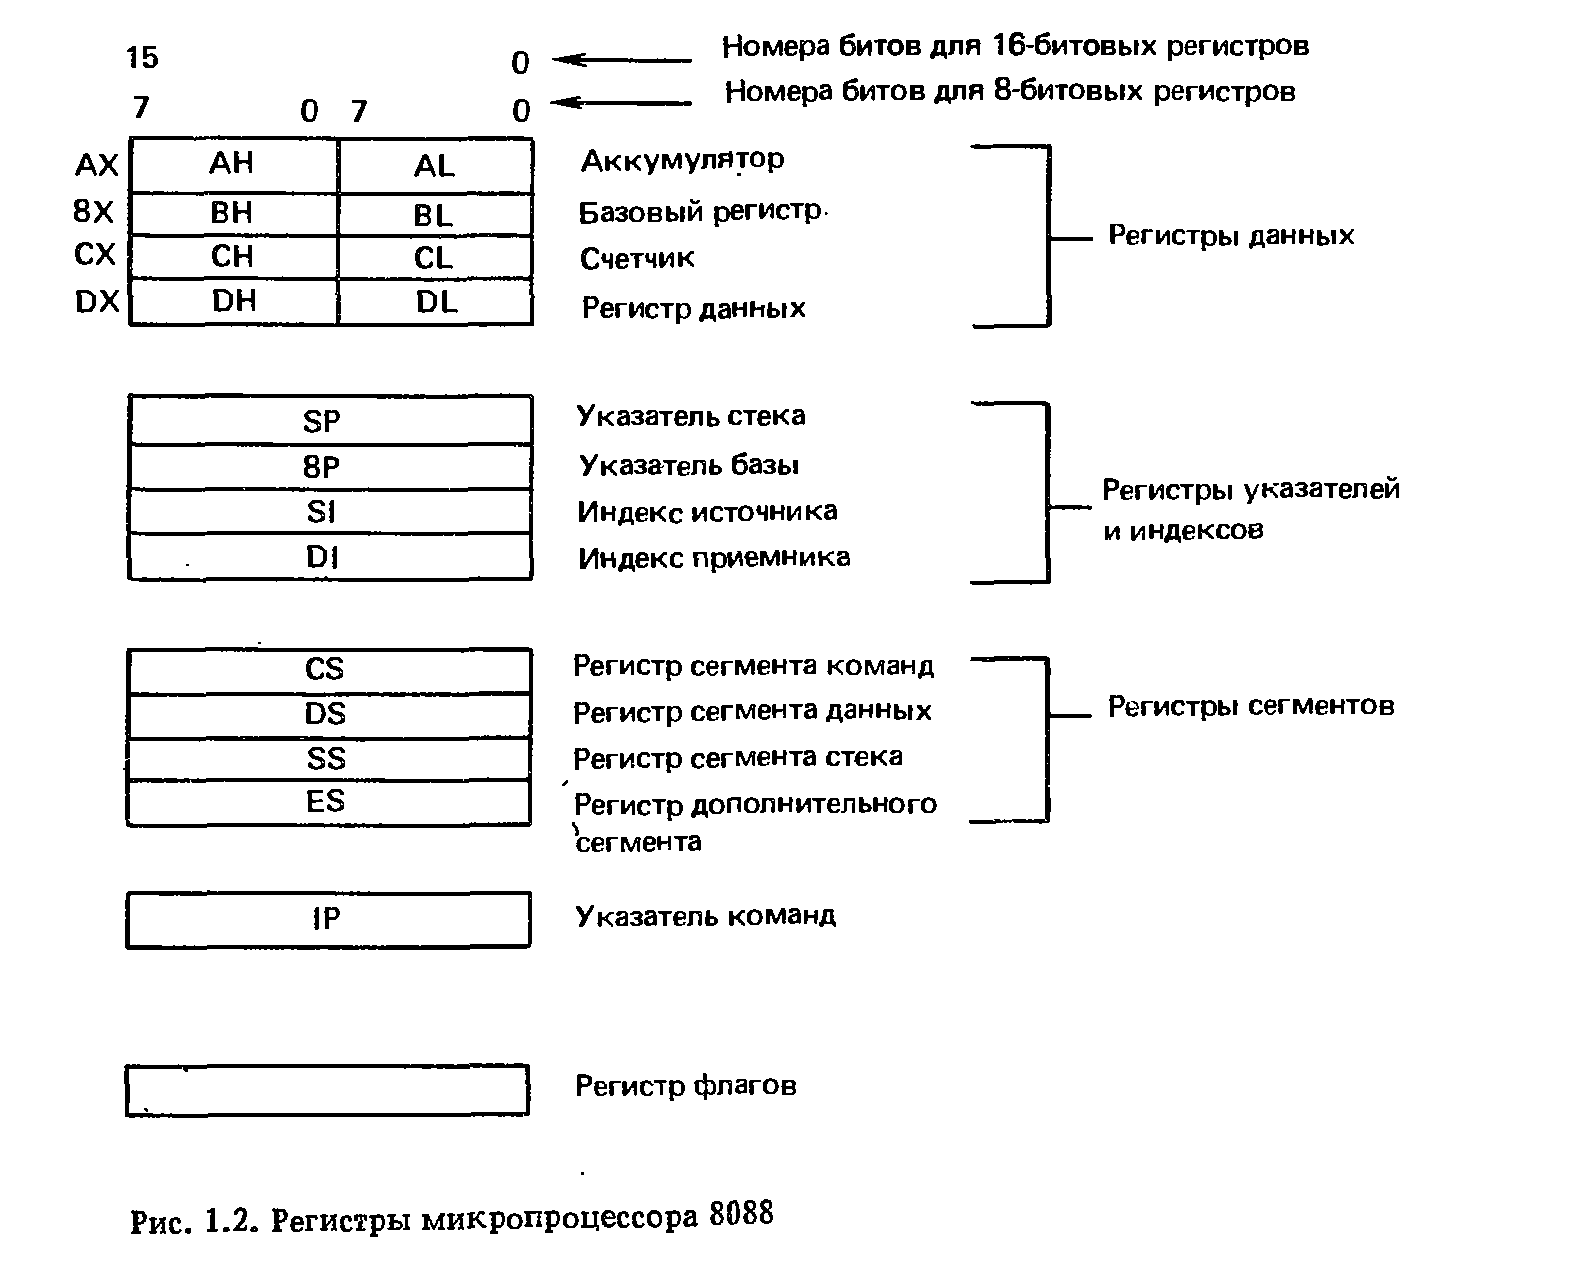 15 0 Номера битов для 16-битовых регистров
7 0 7 0 Номера битов для 8-битовых регистров
AX AH AL Аккумулятор
8X BH BL Базовый регистр
CX CH CL Счетчик
Регистры данных
DX DH DL Регистр данных
SP Указатель стека
8P Указатель базы
SI Индекс источника
DI Индекс приемника
Регистры указателей
и индексов
CS Регистр сегмента команд
DS Регистр сегмента данных
SS Регистр сегмента стека
ES Регистр дополнительного
сегмента
Регистры сегментов
IP Указатель команд
Регистр флагов
Рис. 1.2. Регистры микропроцессора 8088